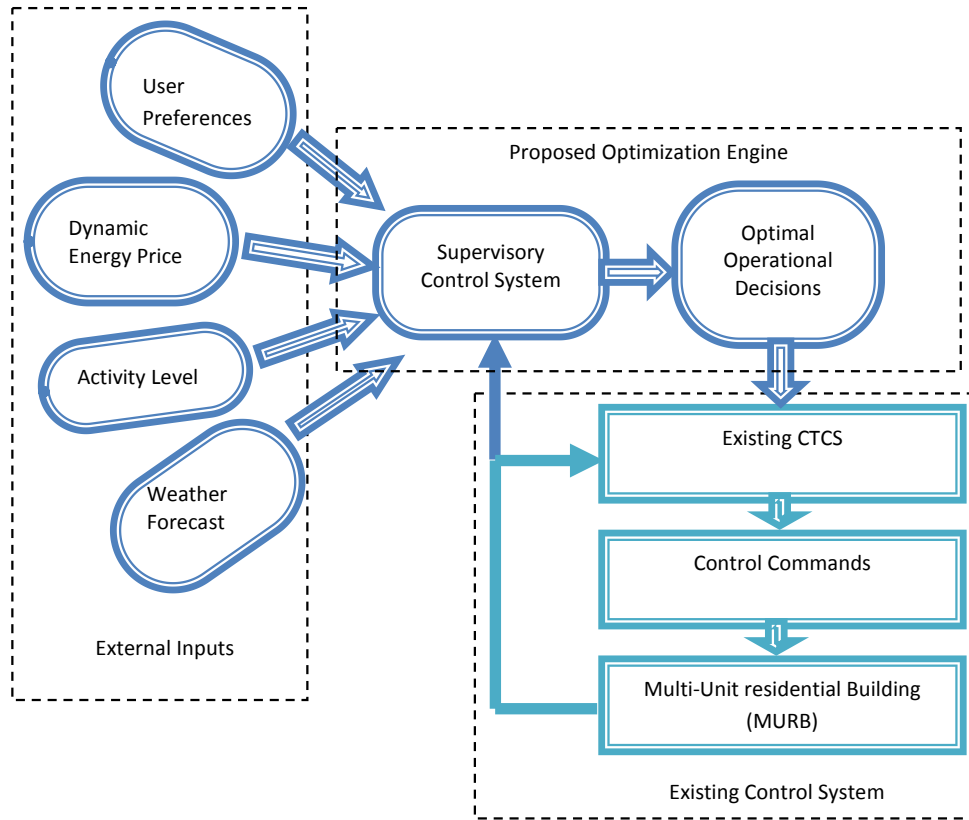 User
Preferences
Dynamic
Energy Price
Activity Level
Weather
Forecast
External Inputs
Proposed Optimization Engine
Supervisory
Control System
Optimal
Operational
Decisions
Existing CTCS
Control Commands
Multi-Unit residential Building
(MURB)
Existing Control System